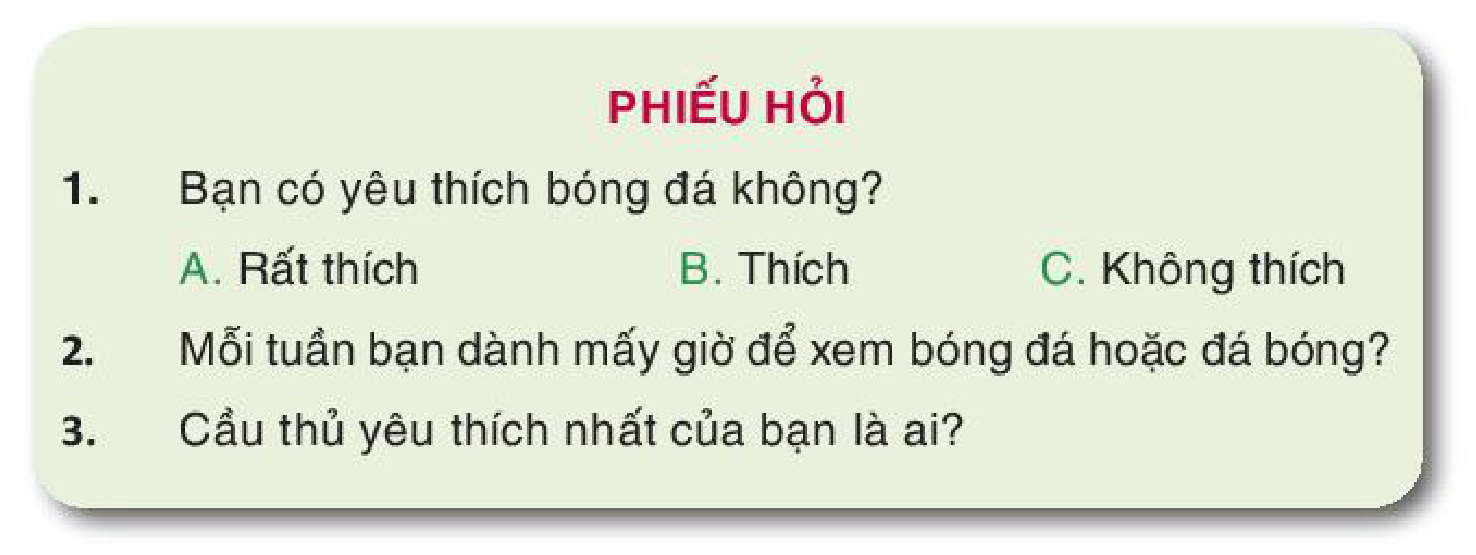 PHIẾU HỎI
1. Bạn có yêu thích bóng đá không?
A. Rất thích B. Thích C. Không thích
2. Mỗi tuần bạn dành mấy giờ để xem bóng đá hoặc đá bóng?
3. Cầu thủ yêu thích nhất của bạn là ai?